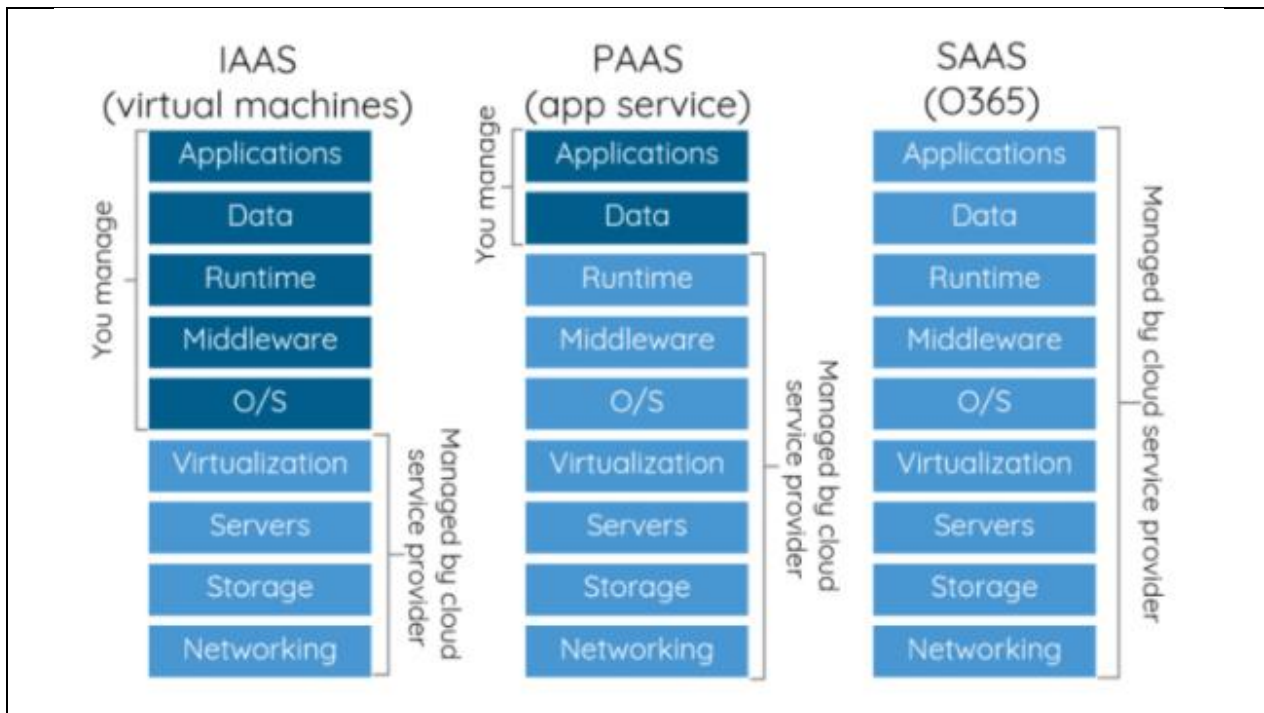 IAAS
(virtual machines)
You manage
Applications
Data
Runtime
Middleware
O/S
Virtualization
Servers
Storage
Networking
Managed by cloud
service provider
PAAS
(app service)
You manage
Applications
Data
Runtime
Middleware
O/S
Virtualization
Servers
Storage
Networking
Managed by cloud
service provider
SAAS
(O365)
Applications
Data
Runtime
Middleware
O/S
Virtualization
Servers
Storage
Networking
Managed by cloud service provider